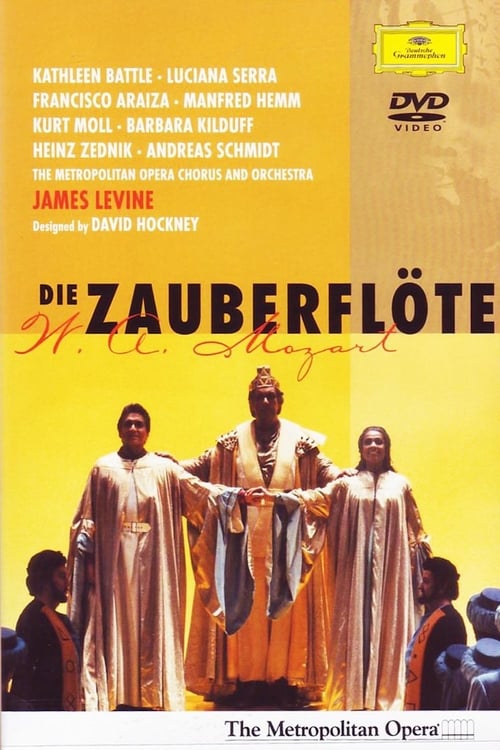 Deutsche
Grammophon
KATHLEEN BATTLE · LUCIANA SERRA
FRANCISCO ARAIZA · MANFRED HEMM
KURT MOLL · BARBARA KILDUFF
HEINZ ZEDNIK · ANDREAS SCHMIDT
THE METROPOLITAN OPERA CHORUS AND ORCHESTRA
JAMES LEVINE
Designed by DAVID HOCKNEY
DVD
VIDEO
DIE ZAUBERFLÖTE
W. A. Mozart
The Metropolitan Opera